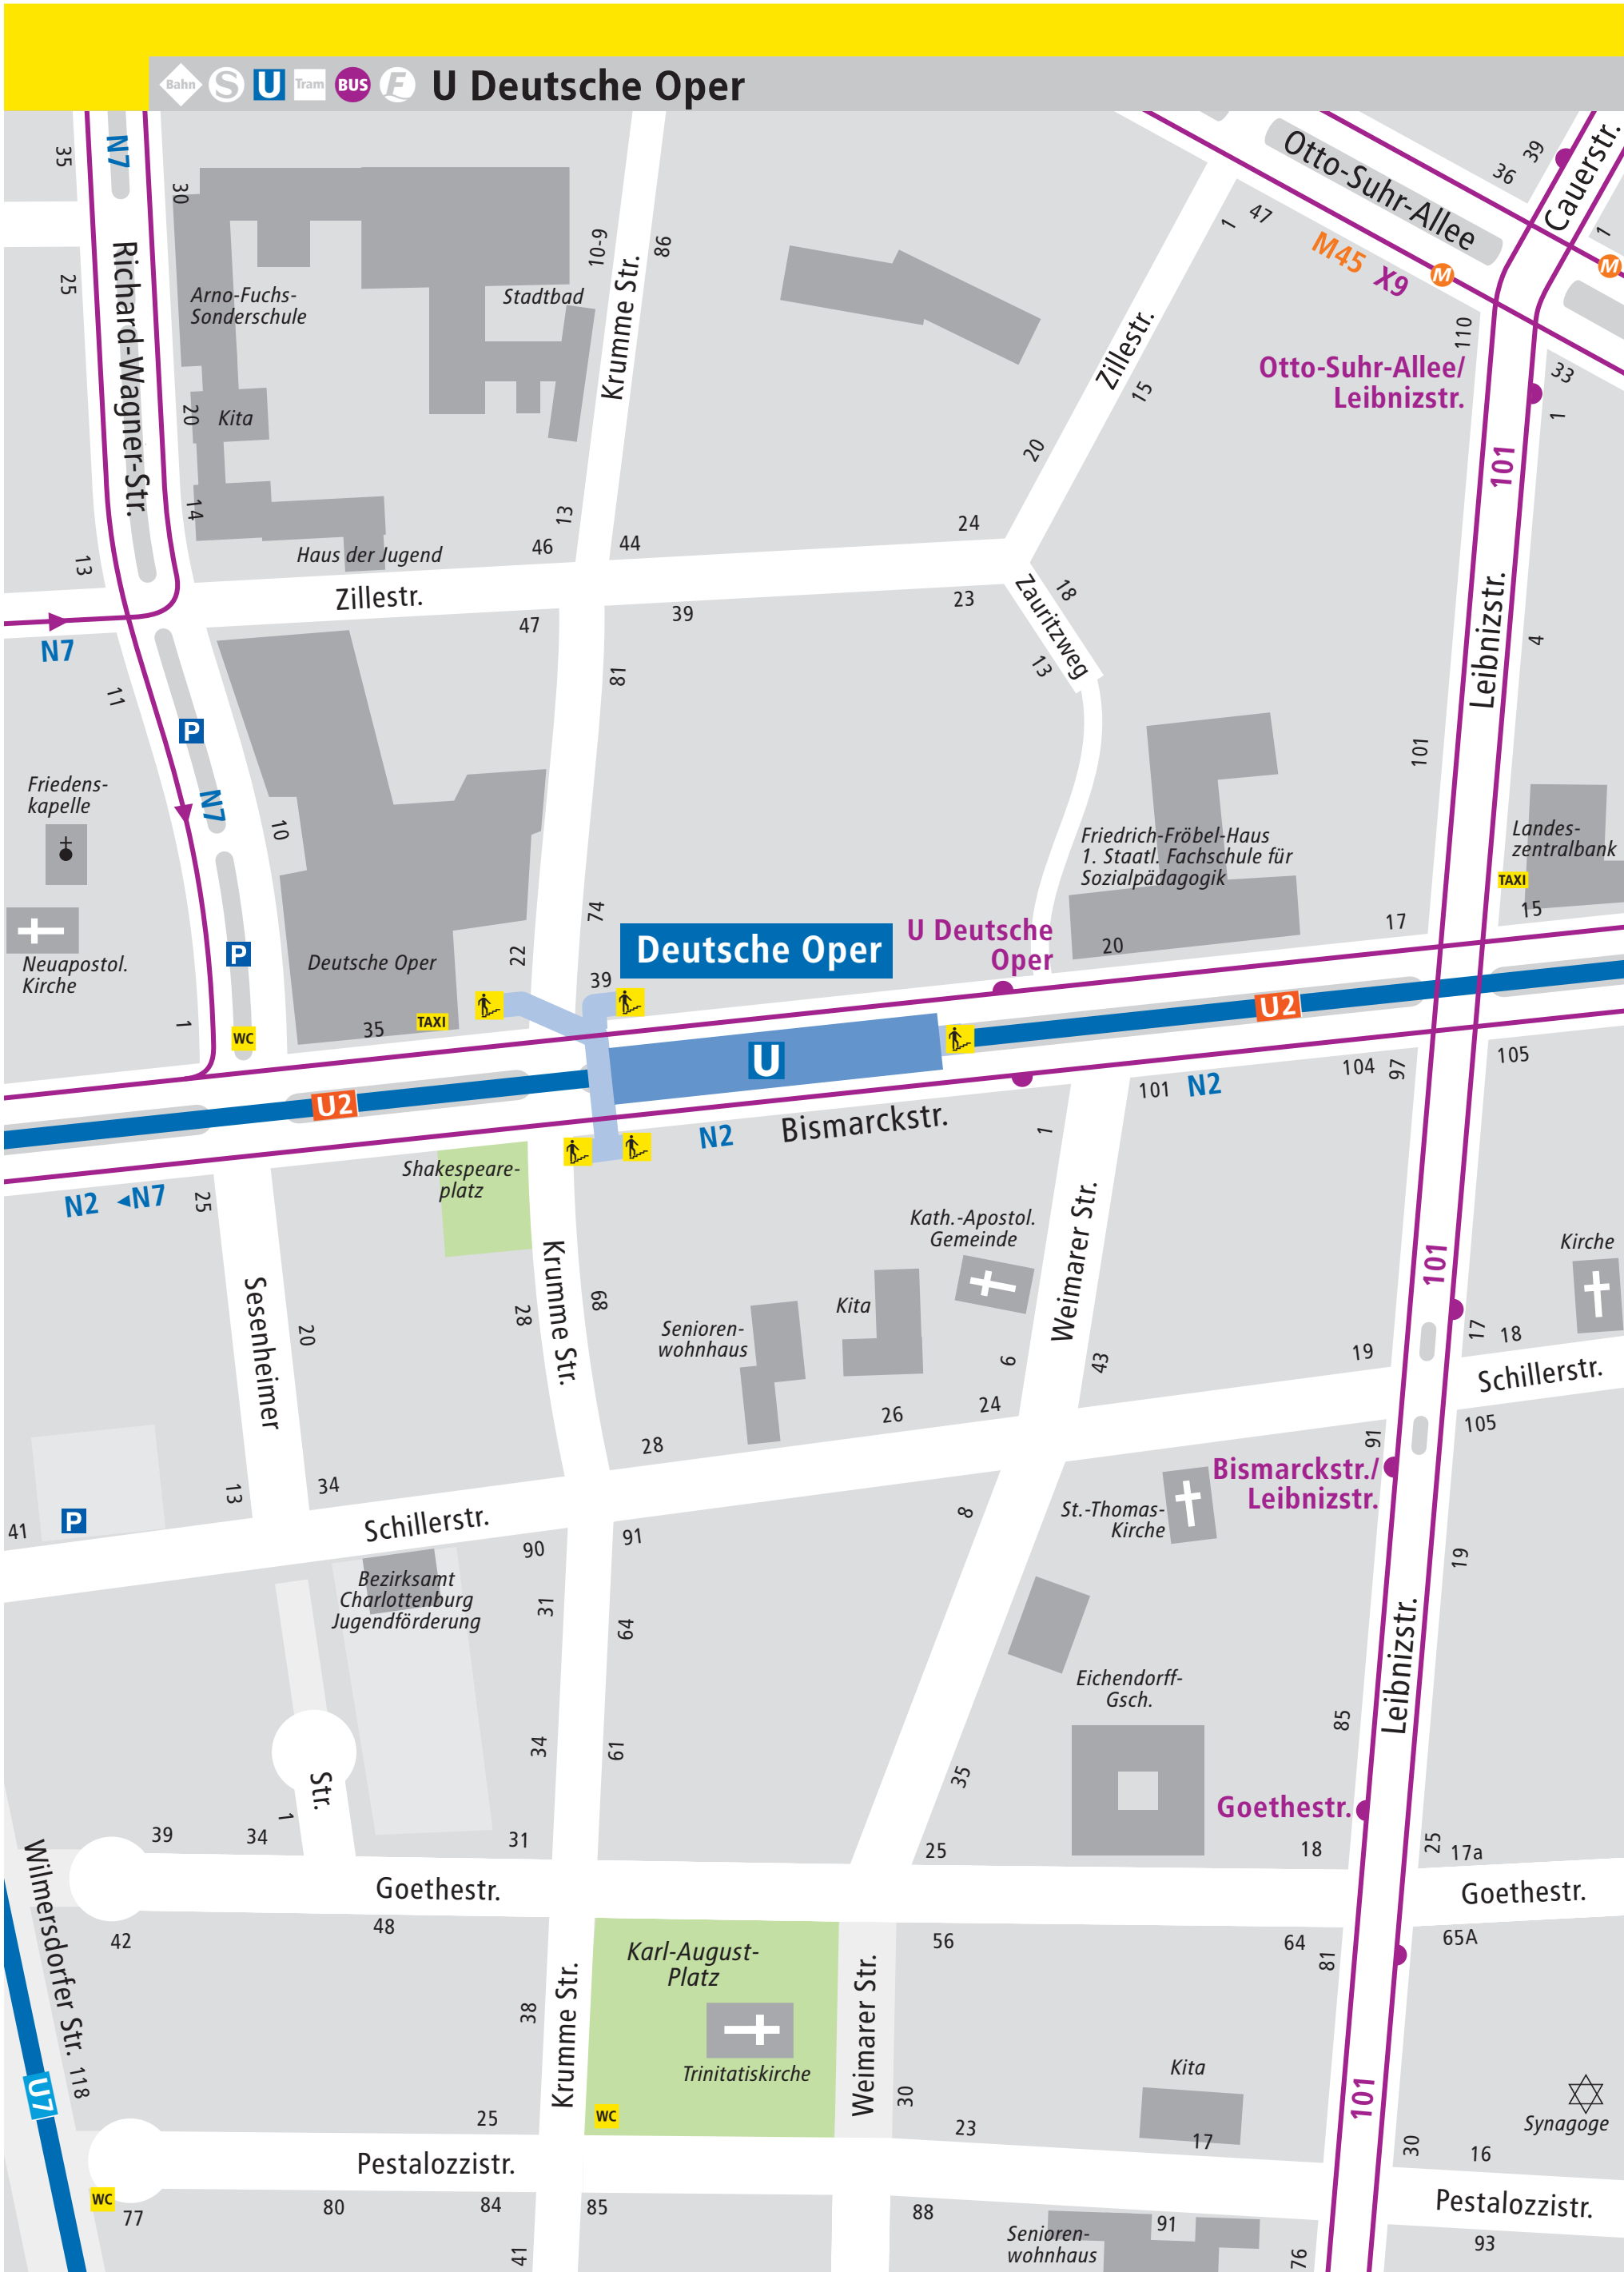 Bahn S U Tram BUS F U Deutsche Oper
35
N7
30
25
Richard-Wagner-Str.
Arno-Fuchs-
Sonderschule
Stadtbad
10-9
Krumme Str.
86
20
Kita
14
13
Haus der Jugend
13
46
44
24
Zillestr.
47
39
23
N7
11
81
P
N7
10
Otto-Suhr-Allee
36
39
Cauerstr.
1
1
47
M45
X9
M
M
110
Zillestr.
15
20
Otto-Suhr-Allee/
Leibnizstr.
33
1
101
Zauritzweg
18
13
Leibnizstr.
4
101
Friedens-
kapelle
Neuapostol.
Kirche
P
Deutsche Oper
22
74
39
Deutsche Oper
U Deutsche
Oper
Friedrich-Fröbel-Haus
1. Staatl. Fachschule für
Sozialpädagogik
20
17
Landes-
zentralbank
TAXI
15
1
WC
35
TAXI
U
U2
U2
N2
Bismarckstr.
101
N2
104
97
105
N2
N7
25
Shakespeare-
platz
1
Sesenheimer
20
13
34
28
Krumme Str.
68
Senioren-
wohnhaus
Kita
Kath.-Apostol.
Gemeinde
Weimarer Str.
6
43
19
101
17
18
Kirche
Schillerstr.
28
26
24
105
91
Bismarckstr./
Leibnizstr.
41
P
Schillerstr.
90
91
8
St.-Thomas-
Kirche
19
Bezirksamt
Charlottenburg
Jugendförderung
31
64
34
61
Eichendorff-
Gsch.
Leibnizstr.
85
35
Goethestr.
Str.
1
39
34
31
25
18
25
17a
Goethestr.
Goethestr.
42
48
56
64
81
65A
Wilmersdorfer Str.
118
U7
38
Krumme Str.
Karl-August-
Platz
Trinitatiskirche
WC
Weimarer Str.
30
Kita
17
101
Synagoge
25
23
30
16
Pestalozzistr.
Pestalozzistr.
WC
77
80
84
85
88
91
93
41
Senioren-
wohnhaus
76